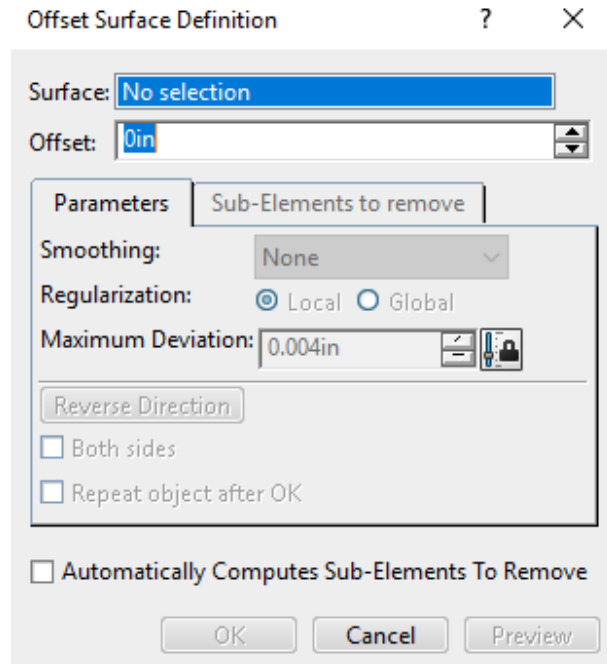 Offset Surface Definition ?
Surface: No selection
Offset: 0in
Parameters Sub-Elements to remove
Smoothing: None
Regularization: Local Global
Maximum Deviation: 0.004in
Reverse Direction
Both sides
Repeat object after OK
Automatically Computes Sub-Elements To Remove
OK Cancel Preview